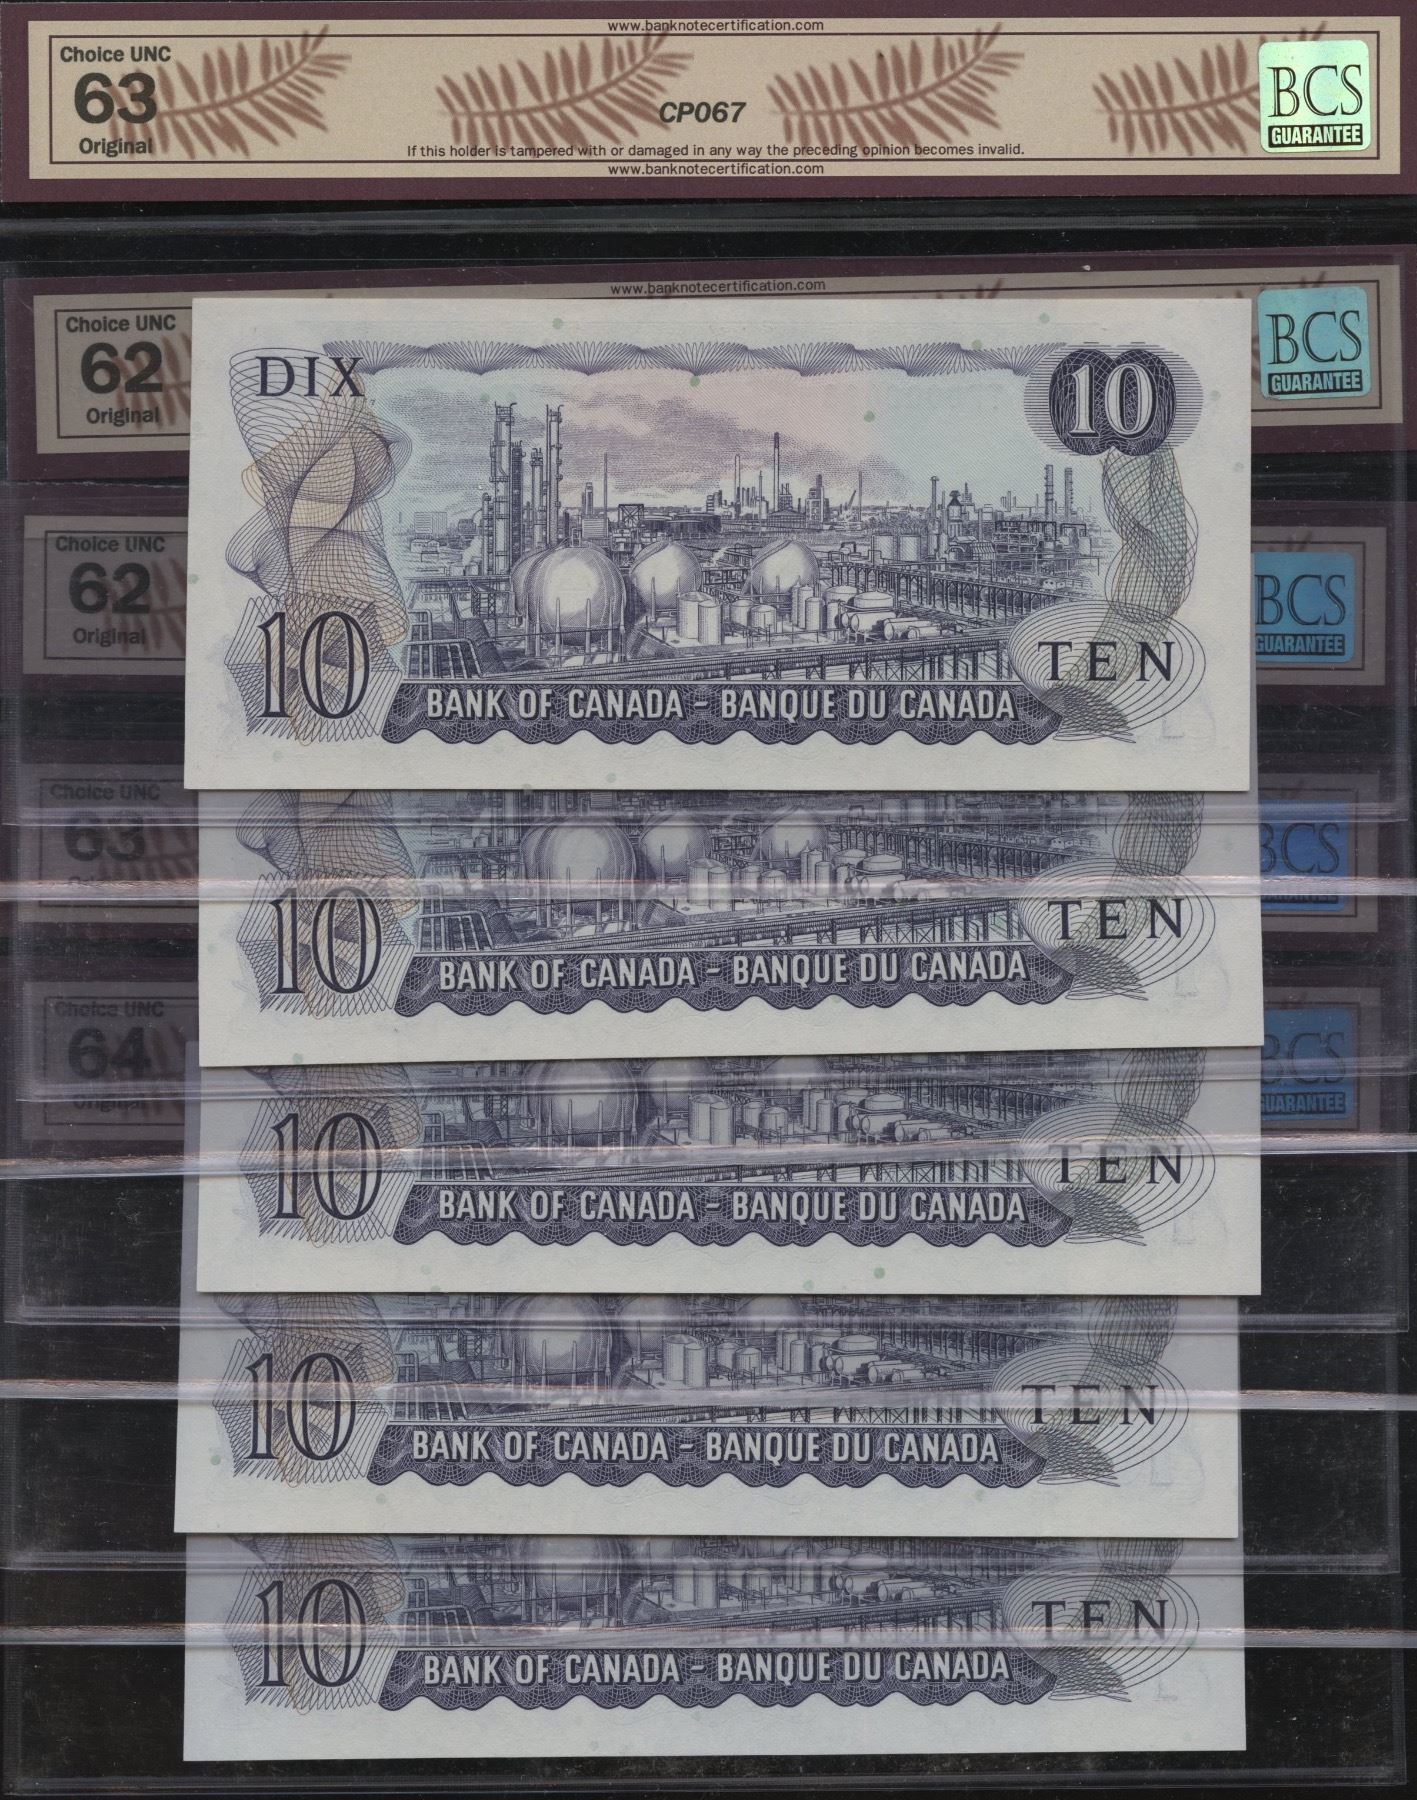 www.banknotecertification.com
Choice UNC
63
Original
CP067
If this holder is tampered with or damaged in any way the preceding opinion becomes invalid.
www.banknotecertification.com
BCS
GUARANTEE
www.banknotecertification.com
Choice UNC
62
Original
BCS
GUARANTEE
DIX
10
10
TEN
BANK OF CANADA - BANQUE DU CANADA
Choice UNC
62
Original
BCS
GUARANTEE
Choice UNC
63
BCS
10
TEN
BANK OF CANADA - BANQUE DU CANADA
Choice UNC
64
Original
BCS
GUARANTEE
10
TEN
BANK OF CANADA - BANQUE DU CANADA
10
TEN
BANK OF CANADA - BANQUE DU CANADA
10
TEN
BANK OF CANADA - BANQUE DU CANADA